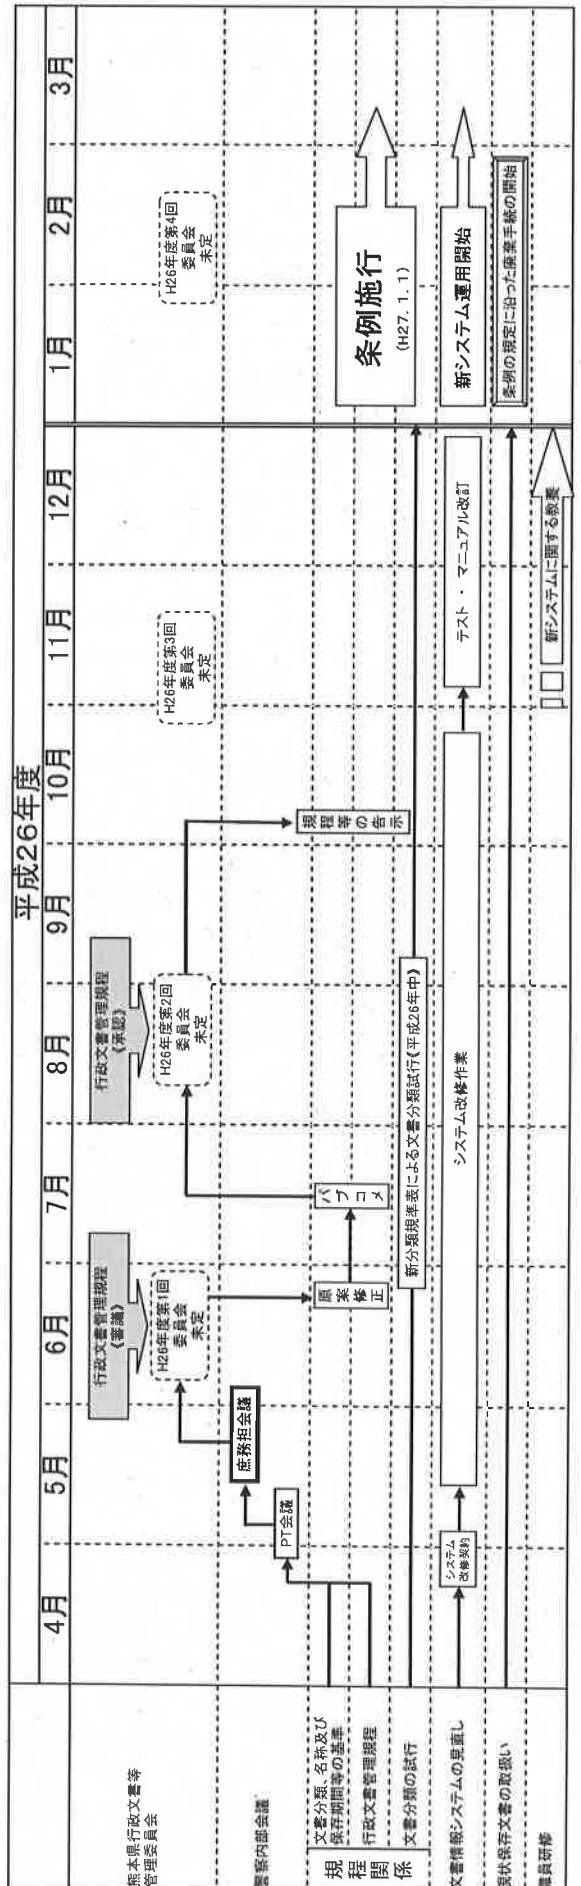 平成26年度
4月
5月
6月
7月
8月
9月
10月
11月
12月
1月
2月
3月
熊本県行政文書等
管理委員会
行政文書管理規程
《審議》
H26年度第1回
委員会
未定
行政文書管理規程
《承認》
H26年度第2回
委員会
未定
H26年度第3回
委員会
未定
H26年度第4回
委員会
未定
警察内部会議
PT会議
庶務担会議
規程関係
文書分類、名称及び
保存期間等の基準
行政文書管理規程
文書分類の試行
原案修正
パブコメ
規程等の告示
新分類規準表による文書分類試行《平成26年中》
条例施行
(H27.1.1)
文書情報システムの見直し
システム
改修契約
システム改修作業
テスト・マニュアル改訂
新システム運用開始
現状保存文書の取扱い
条例の規定に沿った廃棄手続の開始
職員研修
新システムに関する教養